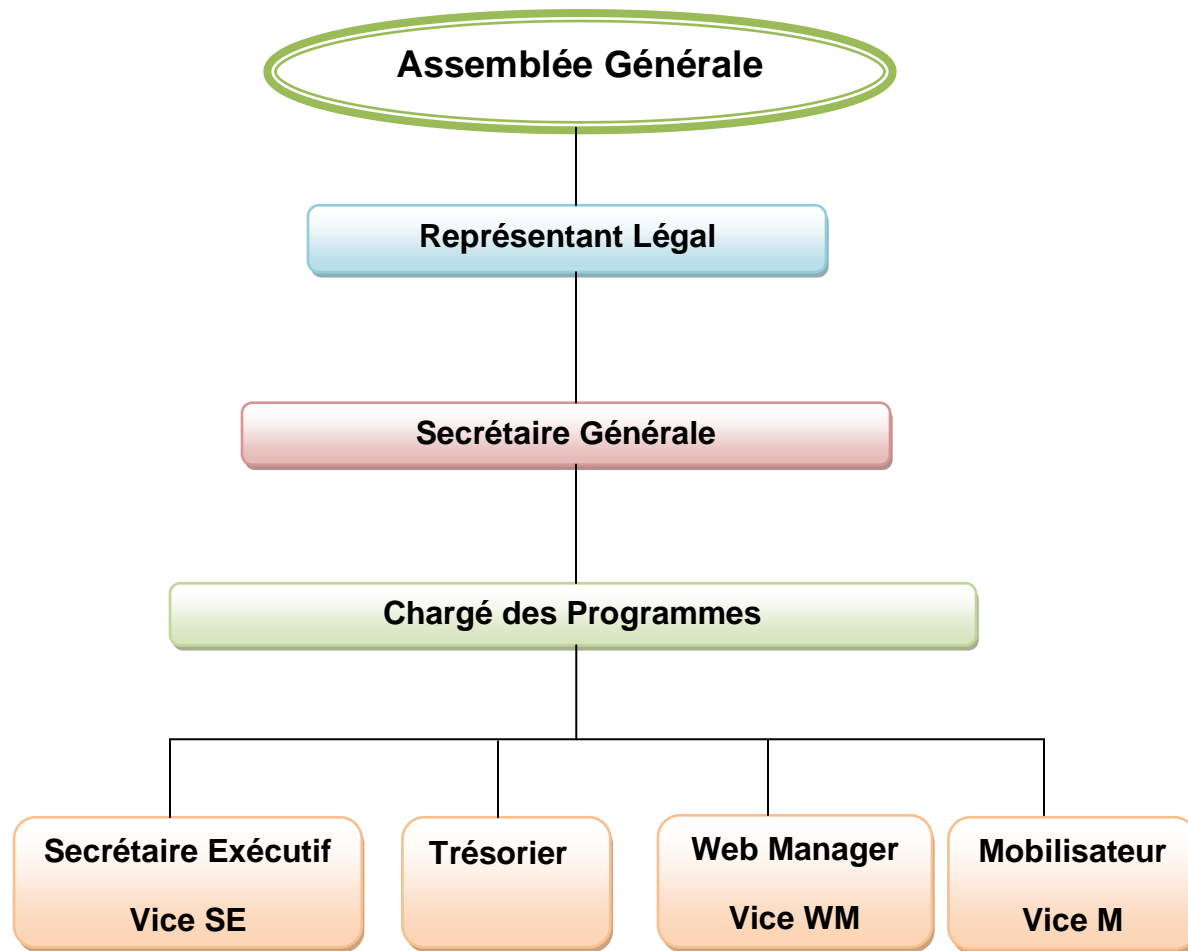 Assemblée Générale
Représentant Légal
Secrétaire Générale
Chargé des Programmes
Secrétaire Exécutif
Vice SE
Trésorier
Web Manager
Vice WM
Mobilisateur
Vice M